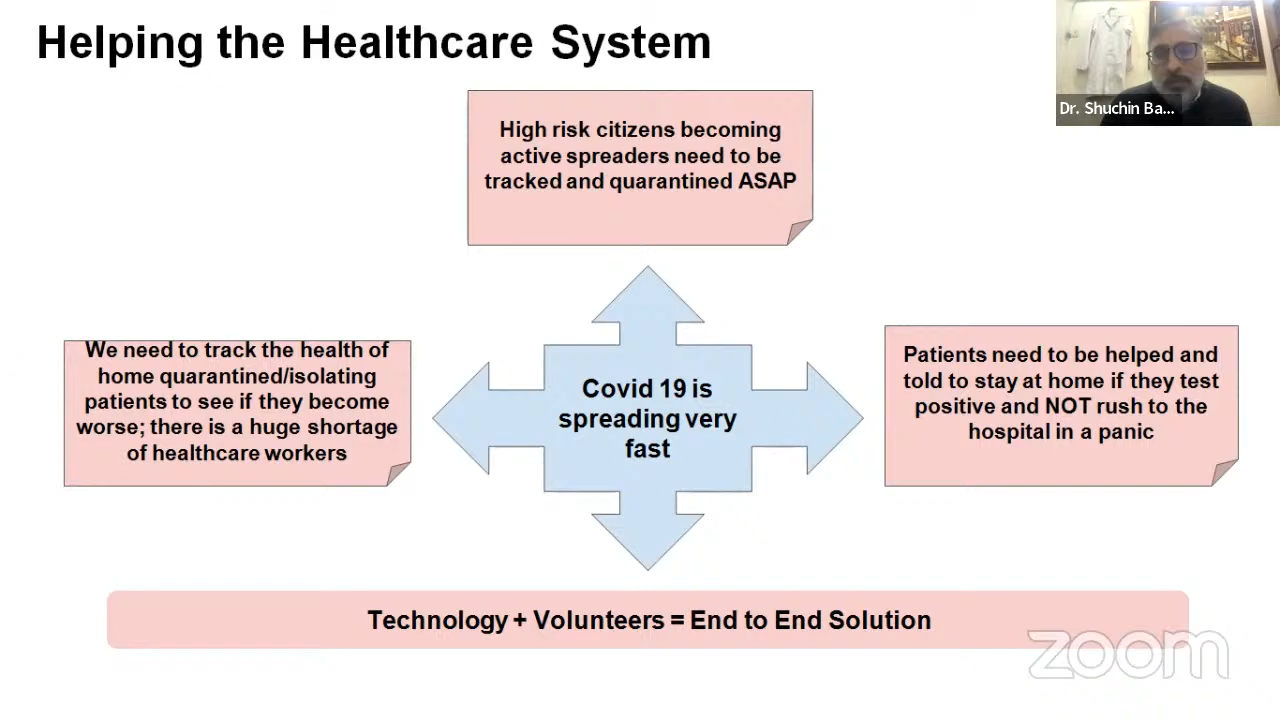 Helping the Healthcare System
Dr. Shuchin Ba...
High risk citizens becoming
active spreaders need to be
tracked and quarantined ASAP
We need to track the health of
home quarantined/isolating
patients to see if they become
worse; there is a huge shortage
of healthcare workers
Covid 19 is
spreading very
fast
Patients need to be helped and
told to stay at home if they test
positive and NOT rush to the
hospital in a panic
Technology + Volunteers = End to End Solution
zoom